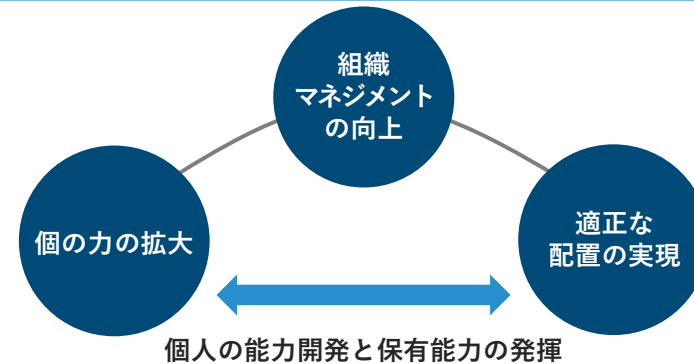 組織
マネジメント
の向上
個の力の拡大
適正な
配置の実現
個人の能力開発と保有能力の発揮